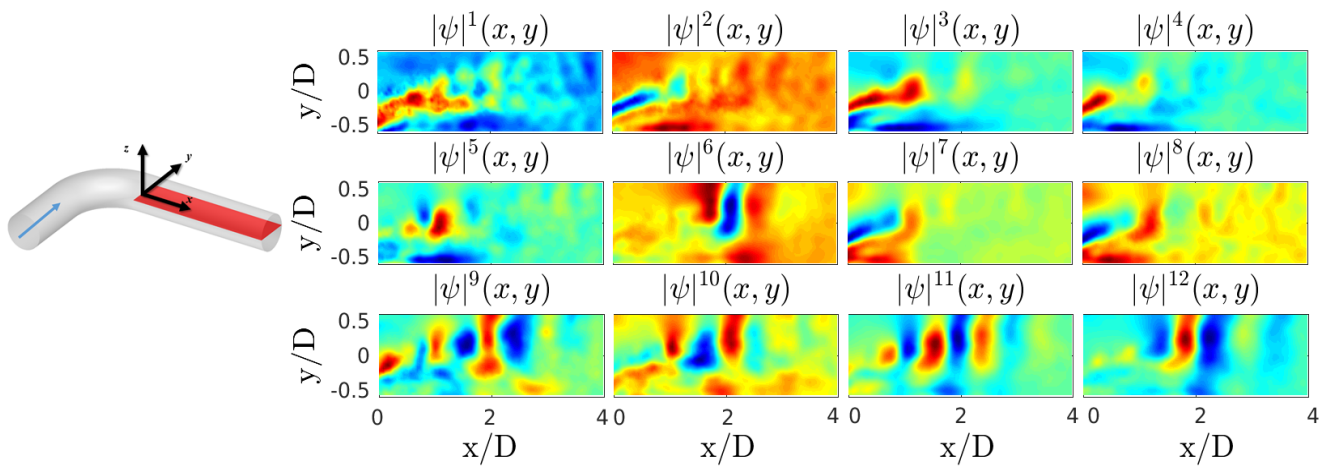 z
y
x
|ψ|¹(x, y) |ψ|²(x, y) |ψ|³(x, y) |ψ|⁴(x, y)
y/D
0.5
0
-0.5
|ψ|⁵(x, y) |ψ|⁶(x, y) |ψ|⁷(x, y) |ψ|⁸(x, y)
y/D
0.5
0
-0.5
|ψ|⁹(x, y) |ψ|¹⁰(x, y) |ψ|¹¹(x, y) |ψ|¹²(x, y)
y/D
0.5
0
-0.5
0 2 4 0 2 4 0 2 4 0 2 4
x/D x/D x/D x/D